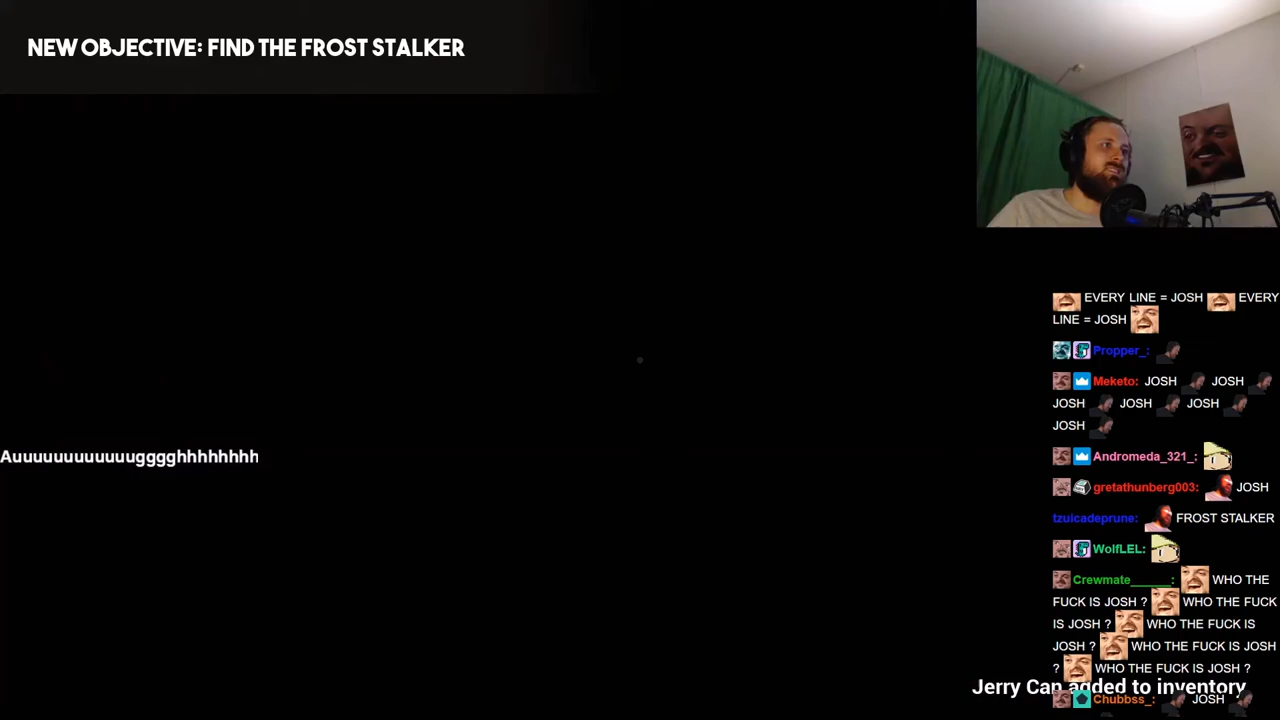 NEW OBJECTIVE: FIND THE FROST STALKER
EVERY LINE = JOSH EVERY
LINE = JOSH
Propper_:
Meketo: JOSH JOSH
JOSH JOSH JOSH
JOSH
Andromeda_321_:
Auuuuuuuuuuuuggggghhhhhhhh
gretathunberg003: JOSH
tzuicadeprune: FROST STALKER
WolfLEL:
Crewmate______: WHO THE
FUCK IS JOSH ? WHO THE FUCK
IS JOSH ? WHO THE FUCK IS
JOSH ? WHO THE FUCK IS JOSH
? WHO THE FUCK IS JOSH ?
Jerry Can added to inventory
Chubbss_: JOSH